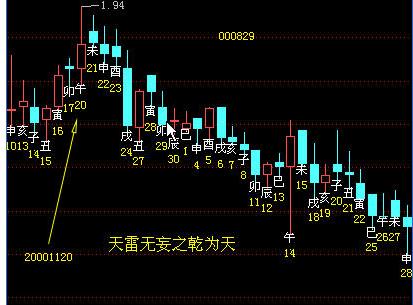 1.94
000829
申
10
亥
13
子
14
丑
15
寅
16
卯
17
午
20
未
21
申
22
酉
23
戌
24
丑
27
寅
28
卯
29
辰
30
巳
1
申
4
酉
5
戌
6
亥
7
子
8
卯
11
辰
12
巳
13
午
14
未
15
戌
18
亥
19
子
20
丑
21
寅
22
巳
25
午
26
未
27
申
28
20001120
天雷无妄之乾为天